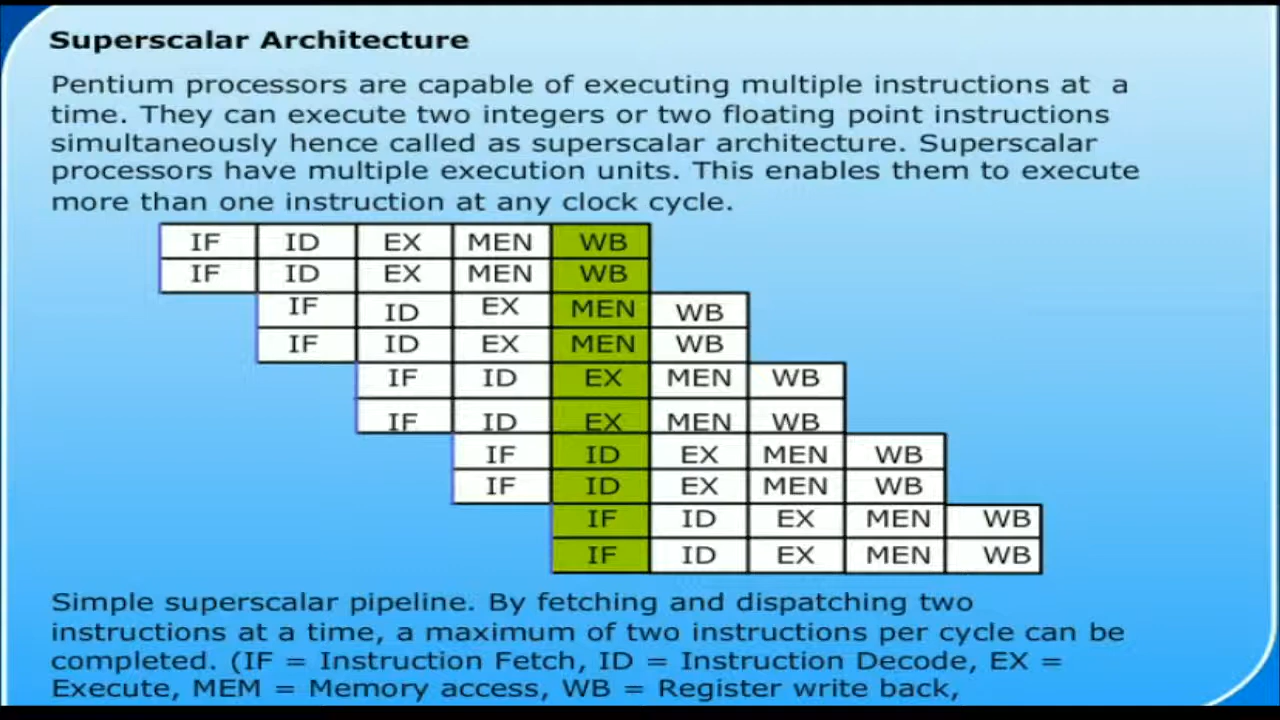 Superscalar Architecture
Pentium processors are capable of executing multiple instructions at a
time. They can execute two integers or two floating point instructions
simultaneously hence called as superscalar architecture. Superscalar
processors have multiple execution units. This enables them to execute
more than one instruction at any clock cycle.
IF ID EX MEN WB
IF ID EX MEN WB
IF ID EX MEN WB
IF ID EX MEN WB
IF ID EX MEN WB
IF ID EX MEN WB
IF ID EX MEN WB
IF ID EX MEN WB
IF ID EX MEN WB
IF ID EX MEN WB
Simple superscalar pipeline. By fetching and dispatching two
instructions at a time, a maximum of two instructions per cycle can be
completed. (IF = Instruction Fetch, ID = Instruction Decode, EX =
Execute, MEM = Memory access, WB = Register write back,